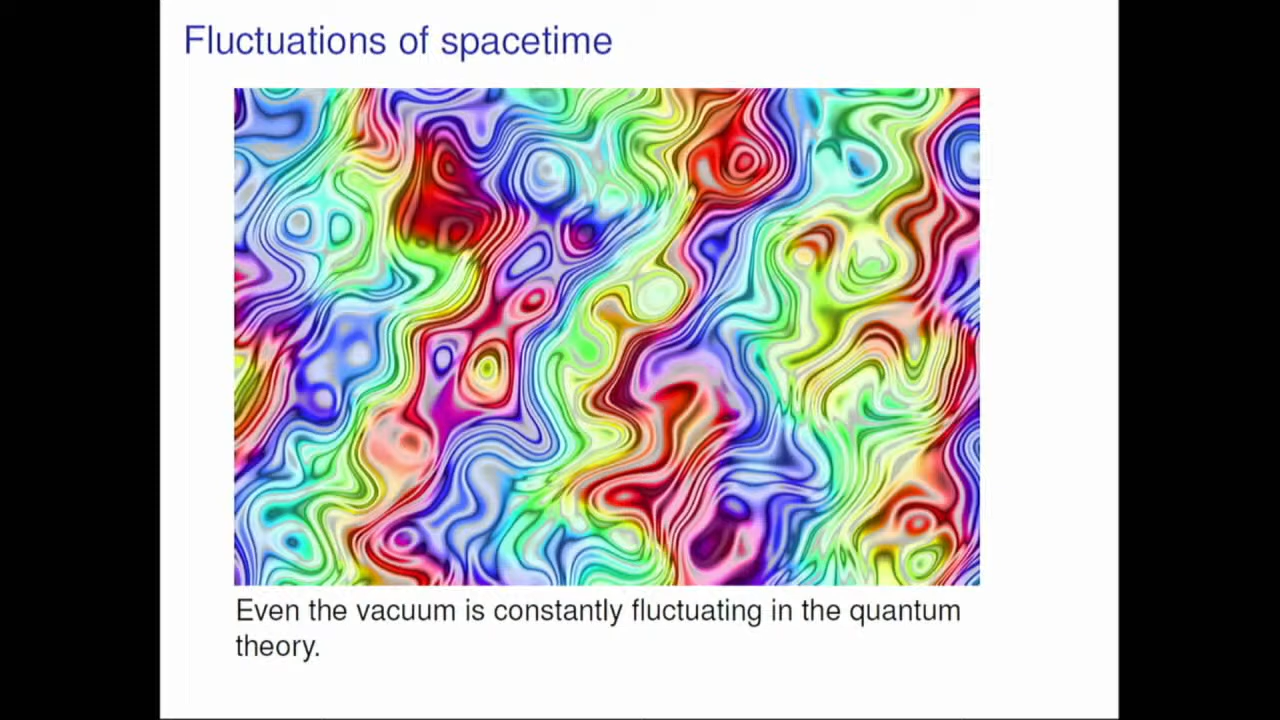 Fluctuations of spacetime
Even the vacuum is constantly fluctuating in the quantum
theory.